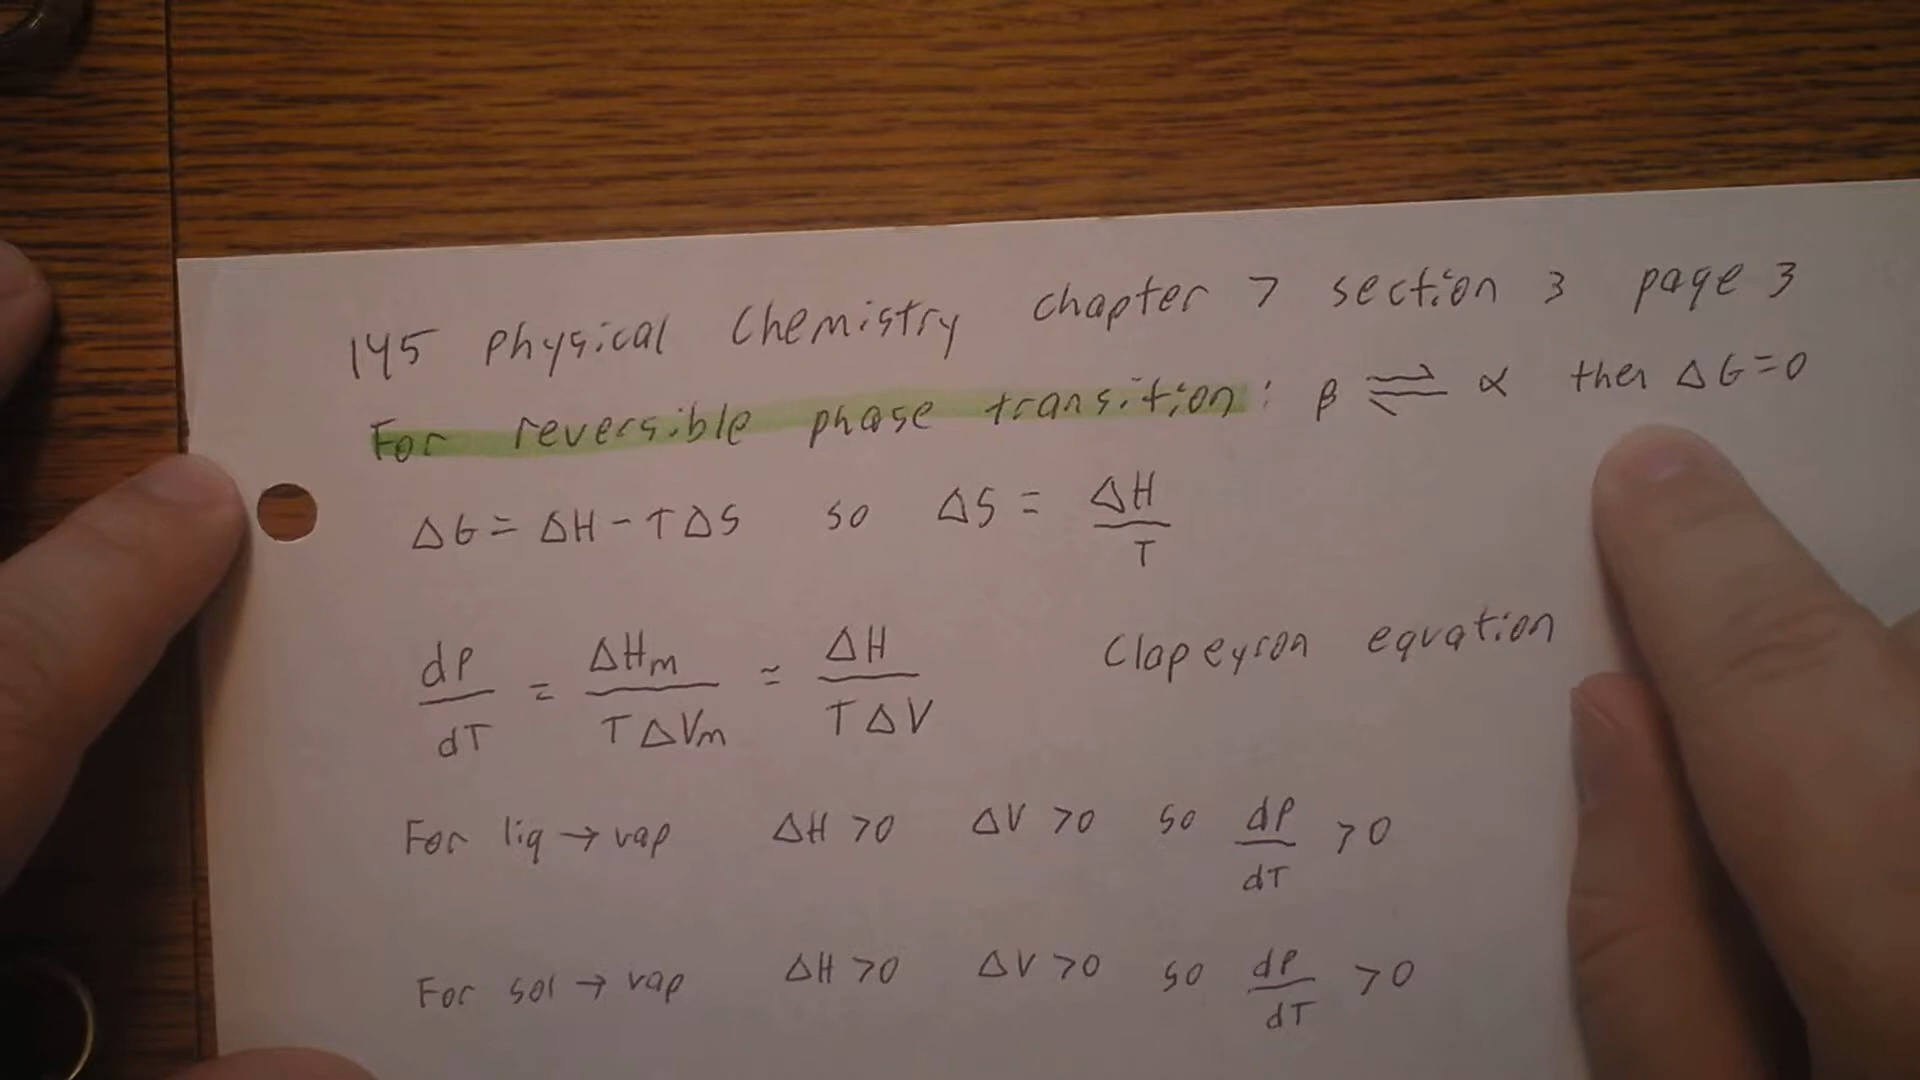 145 Physical Chemistry chapter 7 section 3 page 3
For reversible phase transition: β ⇌ α then ΔG=0
ΔG = ΔH - TΔS so ΔS = ΔH/T
dP/dT = ΔHm/TΔVm = ΔH/TΔV Clapeyron equation
For liq → vap ΔH >0 ΔV >0 so dP/dT >0
For sol → vap ΔH >0 ΔV >0 so dP/dT >0